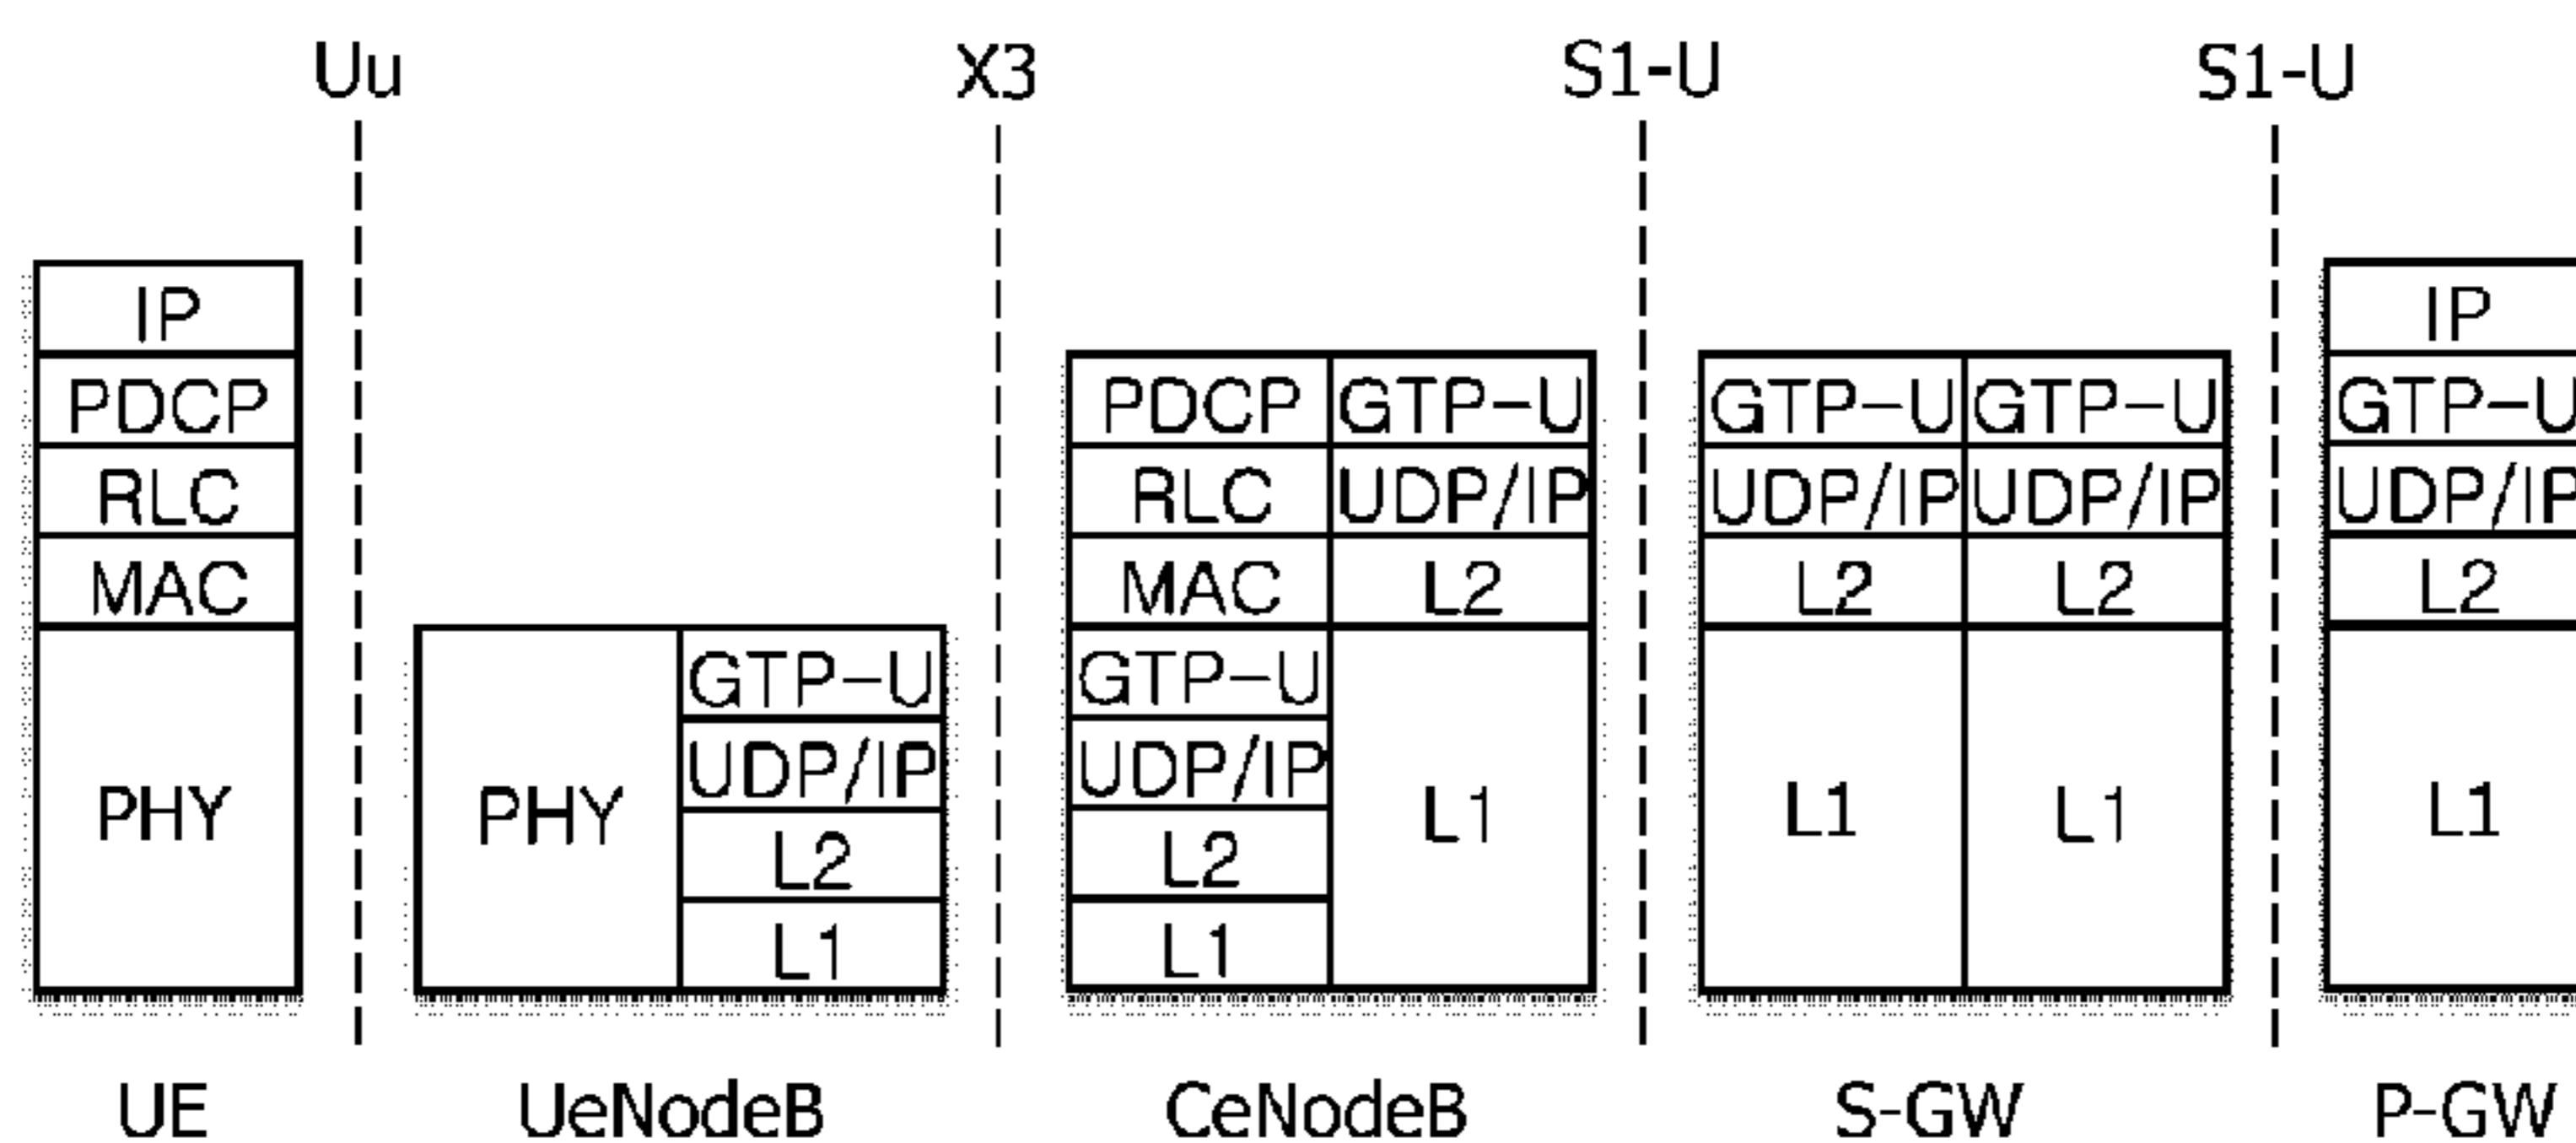 Uu X3 S1-U S1-U
IP IP
PDCP PDCP GTP-U GTP-U GTP-U GTP-U
RLC RLC UDP/IP UDP/IP UDP/IP UDP/IP
MAC MAC L2 L2 L2 L2
GTP-U GTP-U
UDP/IP UDP/IP
PHY PHY L1 L1 L1 L1
L2 L2
L1 L1
UE UeNodeB CeNodeB S-GW P-GW